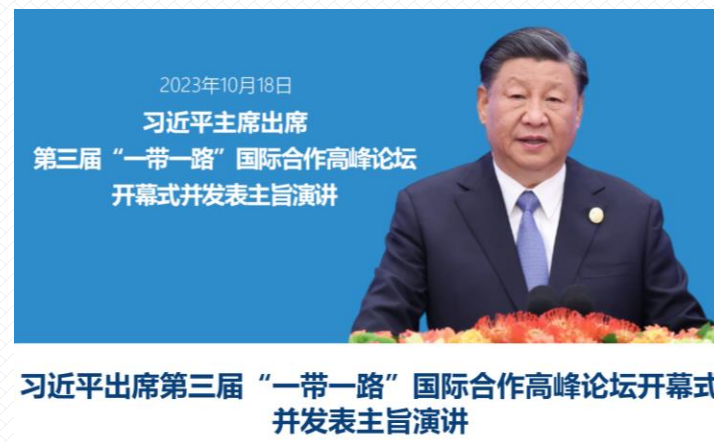 2023年10月18日
习近平主席出席
第三届“一带一路”国际合作高峰论坛
开幕式并发表主旨演讲
习近平出席第三届“一带一路”国际合作高峰论坛开幕式
并发表主旨演讲